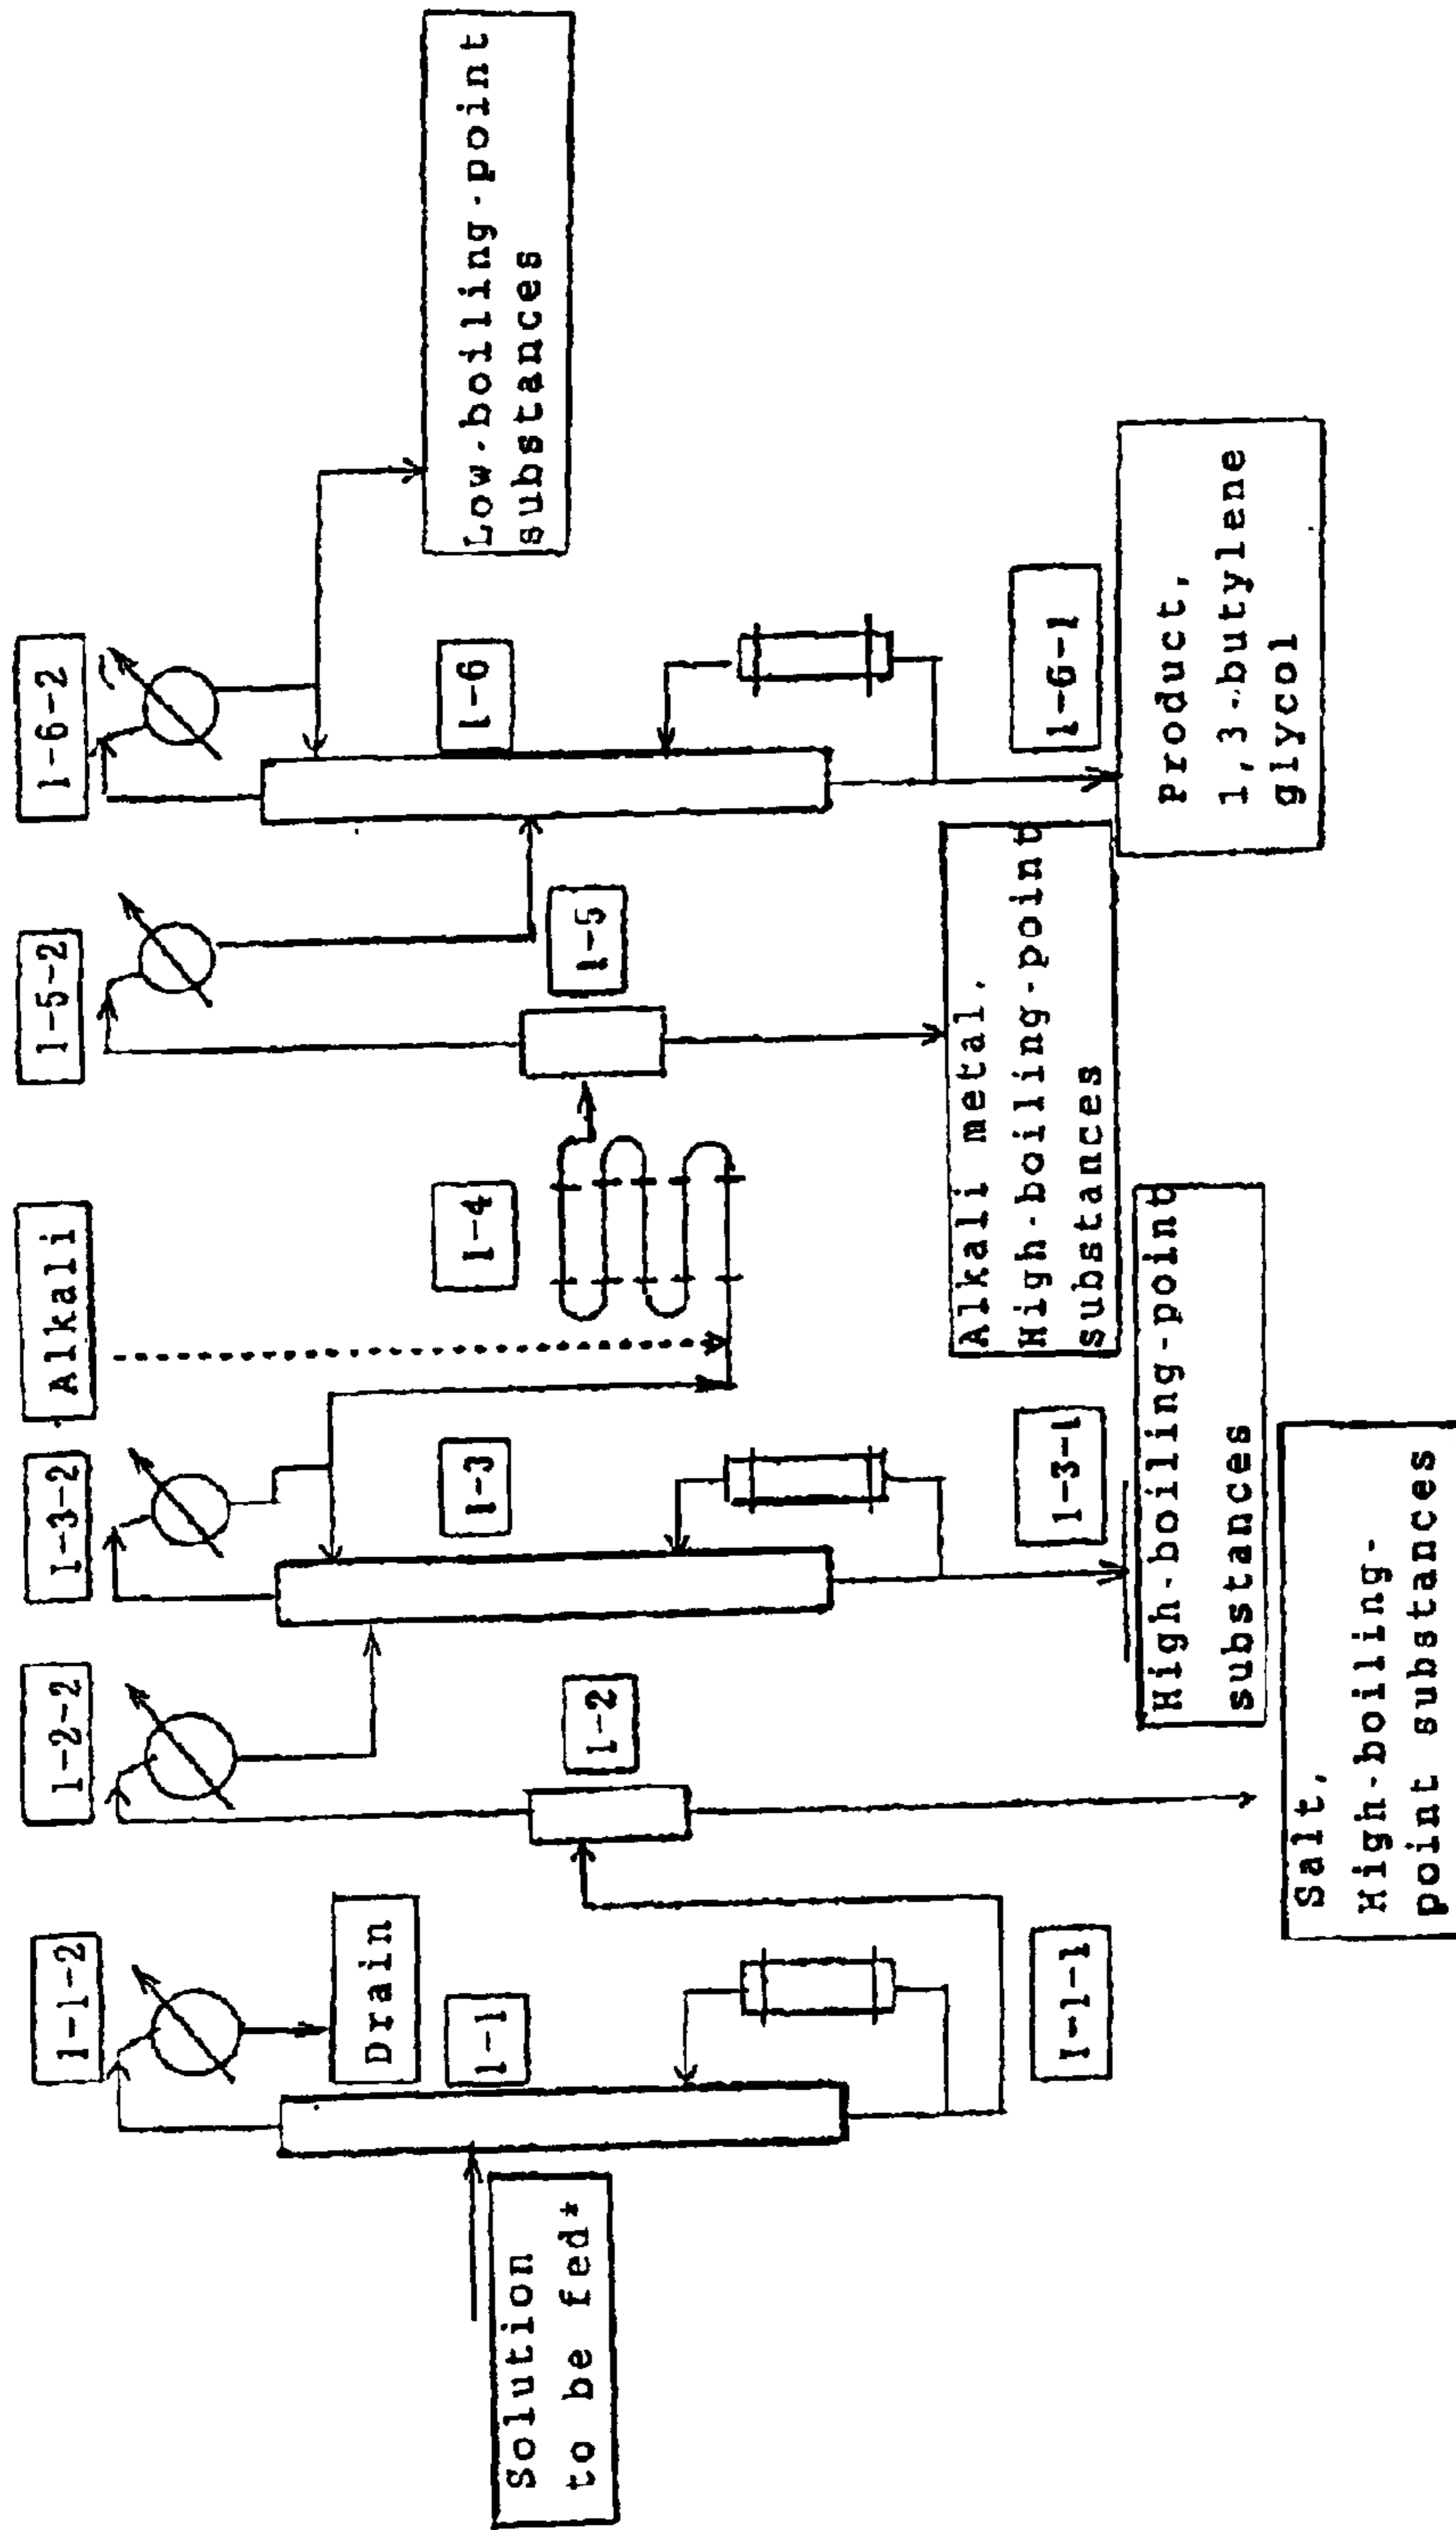 1-1-2
1-2-2
1-3-2
Alkali
1-5-2
1-6-2
Drain
Low-boiling-point
substances
1-1
1-2
1-3
1-4
1-5
1-6
Solution
to be fed*
1-1-1
1-3-1
1-6-1
Alkali metal,
High-boiling-point
substances
Product,
1,3-butylene
glycol
High-boiling-point
substances
Salt,
High-boiling-
point substances